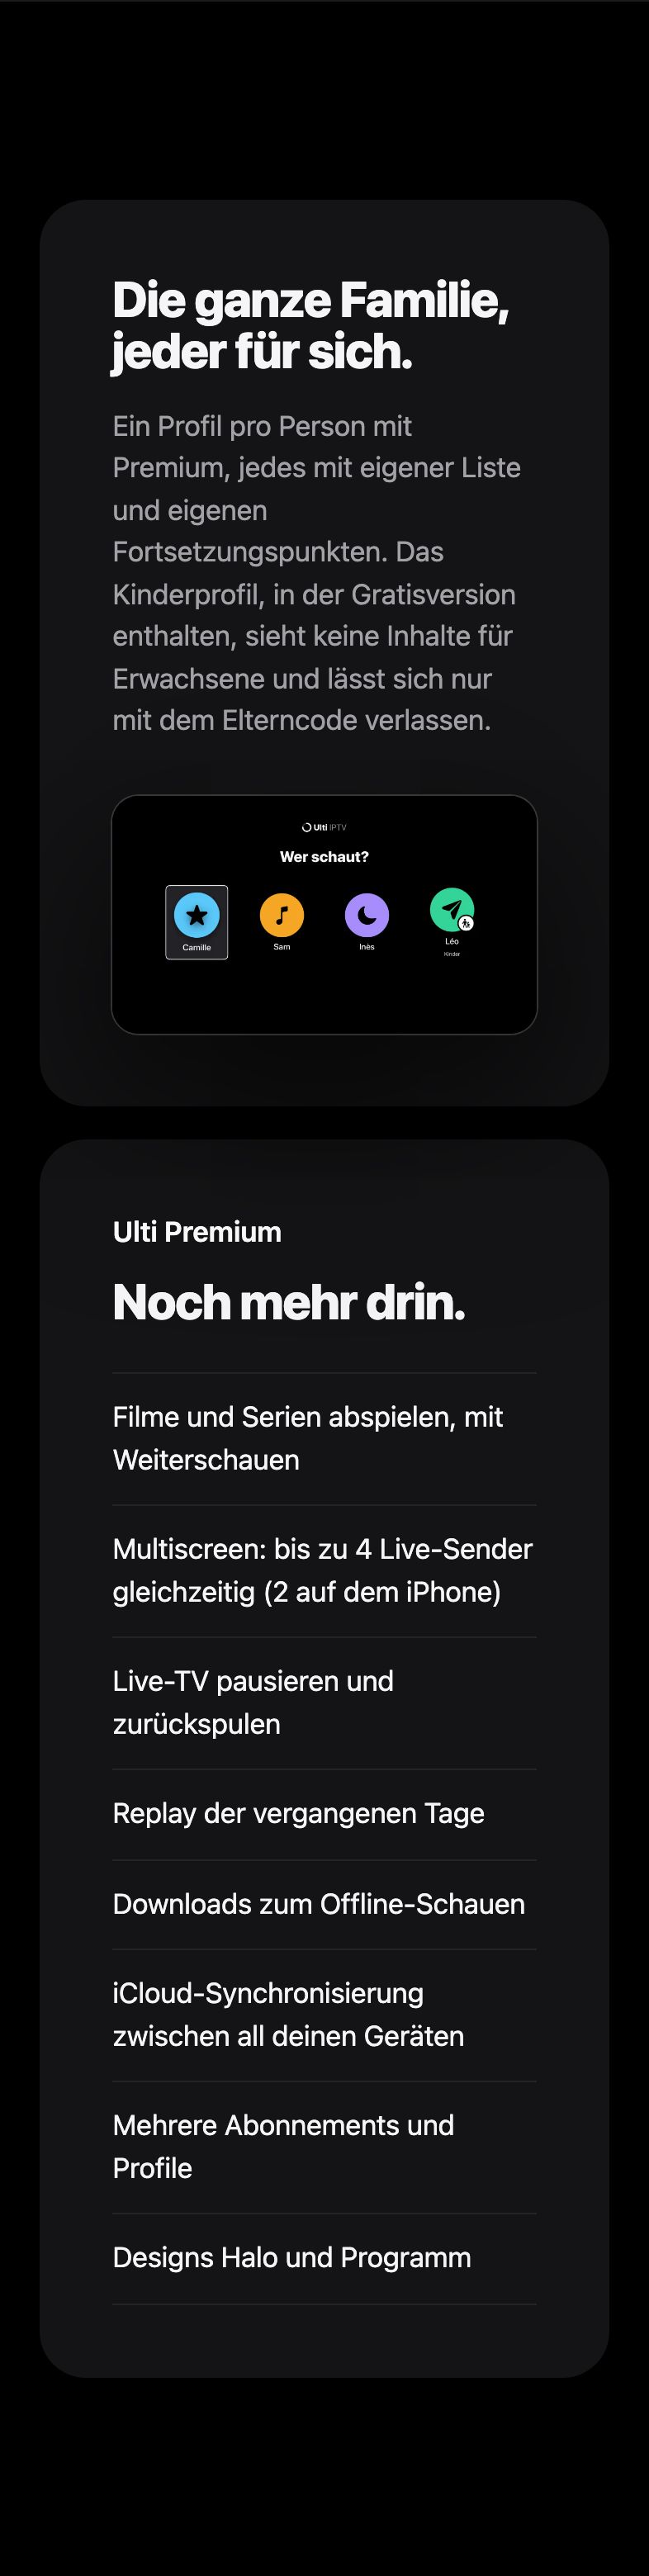 Die ganze Familie,
jeder für sich.
Ein Profil pro Person mit
Premium, jedes mit eigener Liste
und eigenen
Fortsetzungspunkten. Das
Kinderprofil, in der Gratisversion
enthalten, sieht keine Inhalte für
Erwachsene und lässt sich nur
mit dem Elterncode verlassen.
Ulti IPTV
Wer schaut?
Camille
Sam
Inès
Léo
Kinder
Ulti Premium
Noch mehr drin.
Filme und Serien abspielen, mit
Weiterschauen
Multiscreen: bis zu 4 Live-Sender
gleichzeitig (2 auf dem iPhone)
Live-TV pausieren und
zurückspulen
Replay der vergangenen Tage
Downloads zum Offline-Schauen
iCloud-Synchronisierung
zwischen all deinen Geräten
Mehrere Abonnements und
Profile
Designs Halo und Programm